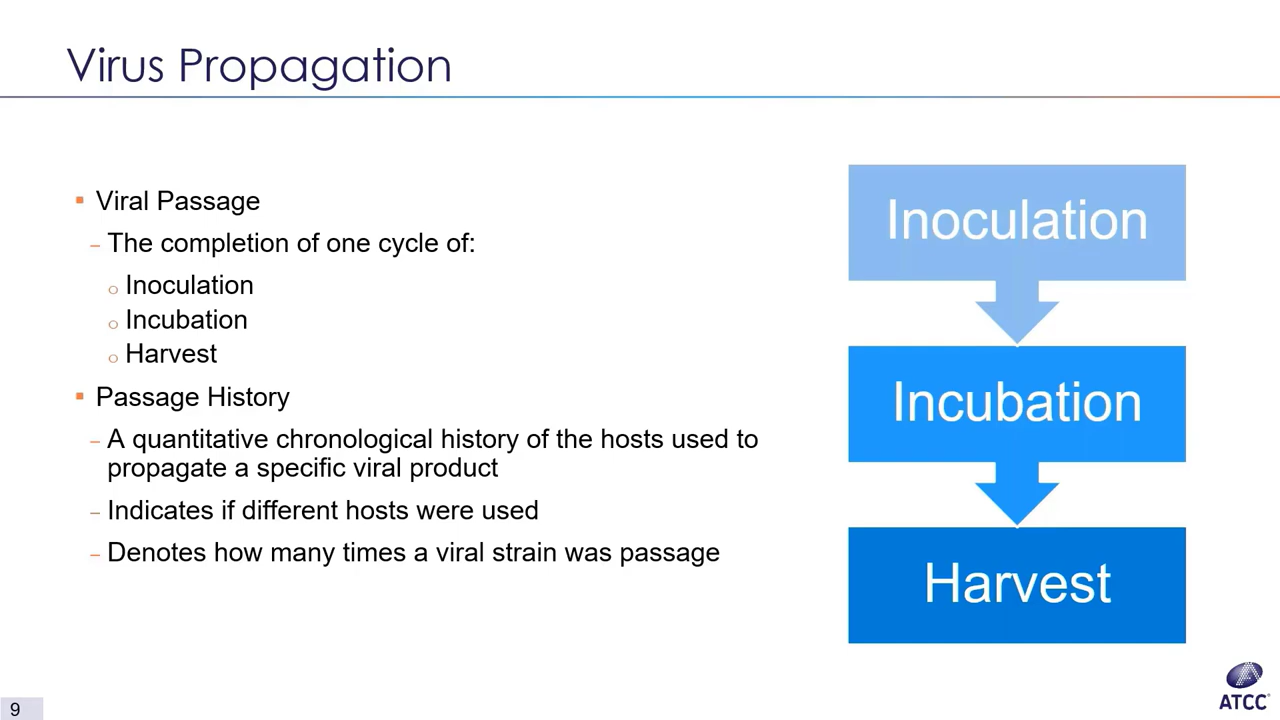 Virus Propagation
Viral Passage
– The completion of one cycle of:
o Inoculation
o Incubation
o Harvest
Passage History
– A quantitative chronological history of the hosts used to
propagate a specific viral product
– Indicates if different hosts were used
– Denotes how many times a viral strain was passage
Inoculation
Incubation
Harvest
9
ATCC